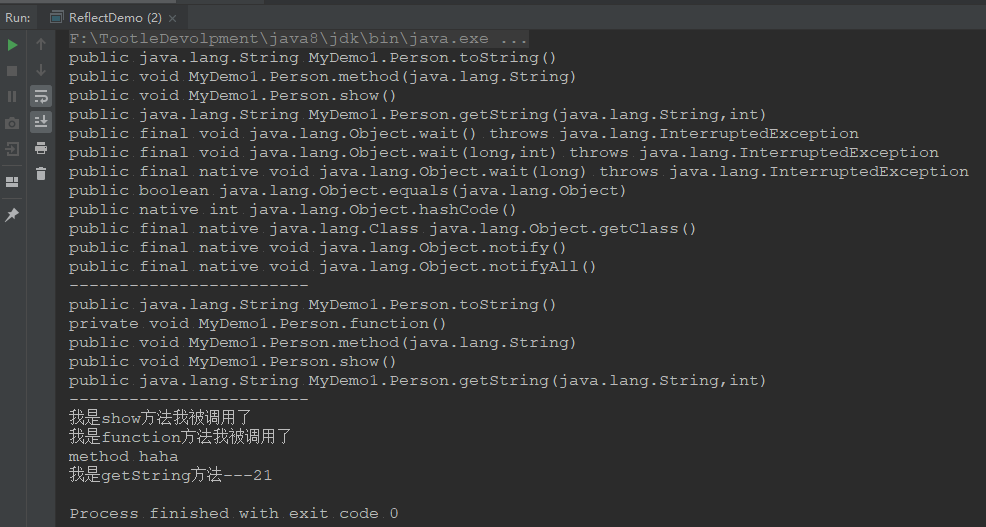 Run: ReflectDemo (2)
F:\TootleDevolpment\java8\jdk\bin\java.exe ...
public java.lang.String MyDemo1.Person.toString()
public void MyDemo1.Person.method(java.lang.String)
public void MyDemo1.Person.show()
public java.lang.String MyDemo1.Person.getString(java.lang.String,int)
public final void java.lang.Object.wait() throws java.lang.InterruptedException
public final void java.lang.Object.wait(long,int) throws java.lang.InterruptedException
public final native void java.lang.Object.wait(long) throws java.lang.InterruptedException
public boolean java.lang.Object.equals(java.lang.Object)
public native int java.lang.Object.hashCode()
public final native java.lang.Class java.lang.Object.getClass()
public final native void java.lang.Object.notify()
public final native void java.lang.Object.notifyAll()
------------------------
public java.lang.String MyDemo1.Person.toString()
private void MyDemo1.Person.function()
public void MyDemo1.Person.method(java.lang.String)
public void MyDemo1.Person.show()
public java.lang.String MyDemo1.Person.getString(java.lang.String,int)
------------------------
我是show方法我被调用了
我是function方法我被调用了
method haha
我是getString方法---21
Process finished with exit code 0